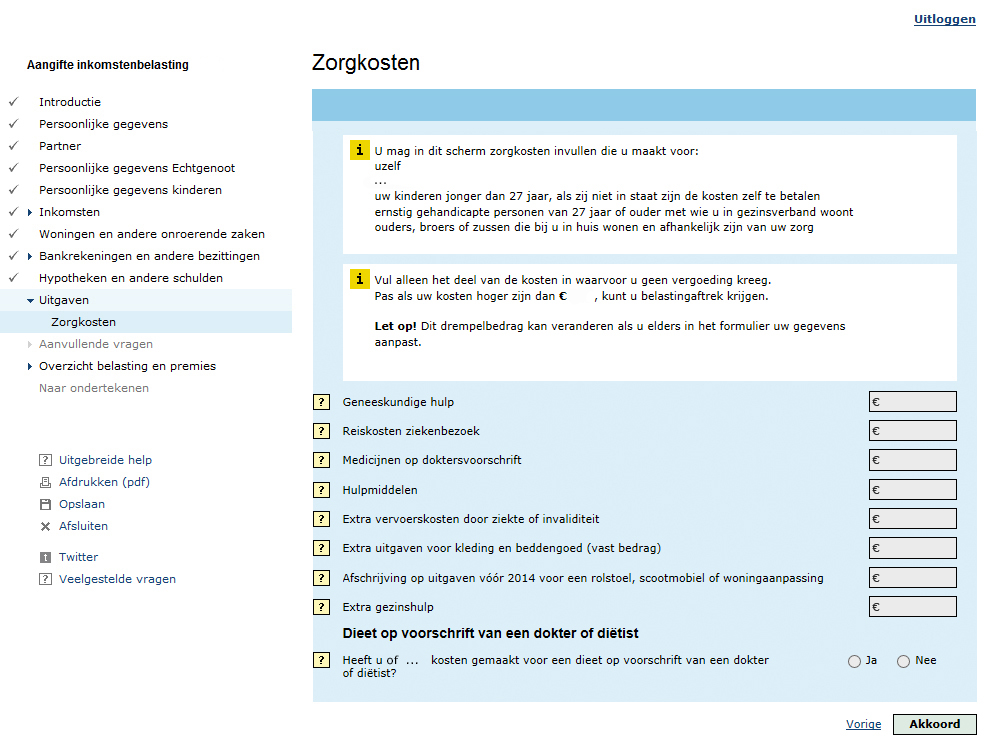 Uitloggen
Aangifte inkomstenbelasting
Introductie
Persoonlijke gegevens
Partner
Persoonlijke gegevens Echtgenoot
Persoonlijke gegevens kinderen
Inkomsten
Woningen en andere onroerende zaken
Bankrekeningen en andere bezittingen
Hypotheken en andere schulden
Uitgaven
Zorgkosten
Aanvullende vragen
Overzicht belasting en premies
Naar ondertekenen
? Uitgebreide help
Afdrukken (pdf)
Opslaan
Afsluiten
t Twitter
? Veelgestelde vragen
Zorgkosten
i U mag in dit scherm zorgkosten invullen die u maakt voor:
uzelf
...
uw kinderen jonger dan 27 jaar, als zij niet in staat zijn de kosten zelf te betalen
ernstig gehandicapte personen van 27 jaar of ouder met wie u in gezinsverband woont
ouders, broers of zussen die bij u in huis wonen en afhankelijk zijn van uw zorg
i Vul alleen het deel van de kosten in waarvoor u geen vergoeding kreeg.
Pas als uw kosten hoger zijn dan € , kunt u belastingaftrek krijgen.
Let op! Dit drempelbedrag kan veranderen als u elders in het formulier uw gegevens
aanpast.
? Geneeskundige hulp €
? Reiskosten ziekenbezoek €
? Medicijnen op doktersvoorschrift €
? Hulpmiddelen €
? Extra vervoerskosten door ziekte of invaliditeit €
? Extra uitgaven voor kleding en beddengoed (vast bedrag) €
? Afschrijving op uitgaven vóór 2014 voor een rolstoel, scootmobiel of woningaanpassing €
? Extra gezinshulp €
Dieet op voorschrift van een dokter of diëtist
? Heeft u of ... kosten gemaakt voor een dieet op voorschrift van een dokter Ja Nee
of diëtist?
Vorige Akkoord